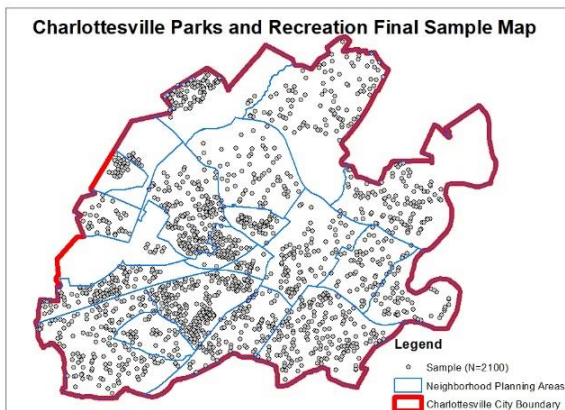 Charlottesville Parks and Recreation Final Sample Map
Legend
Sample (N=2100)
Neighborhood Planning Areas
Charlottesville City Boundary